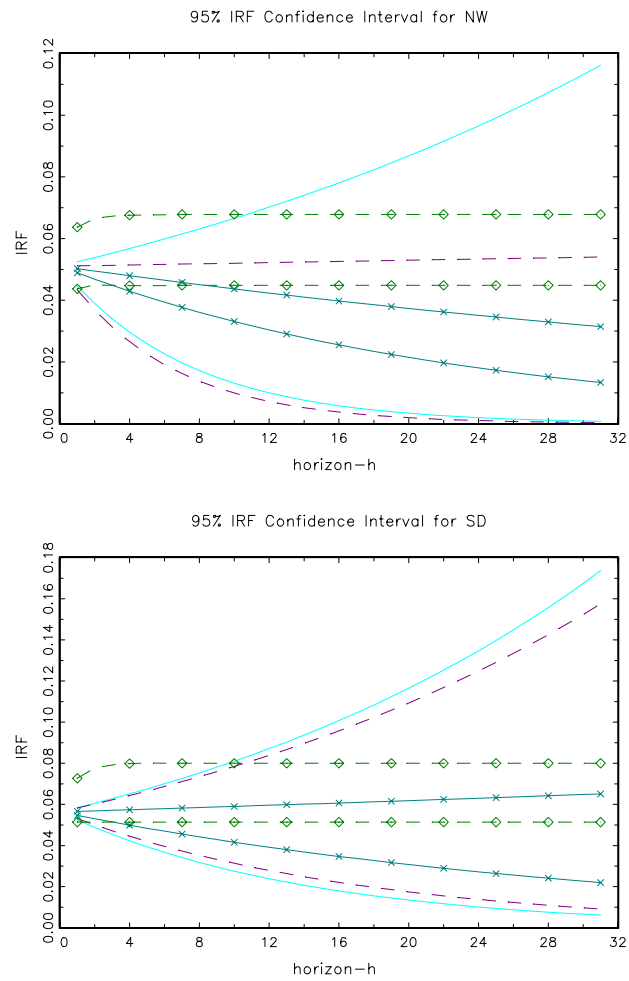 95% IRF Confidence Interval for NW
0.12
0.10
0.08
0.06
0.04
0.02
0.00
IRF
0 4 8 12 16 20 24 28 32
horizon-h
95% IRF Confidence Interval for SD
0.18
0.16
0.14
0.12
0.10
0.08
0.06
0.04
0.02
0.00
IRF
0 4 8 12 16 20 24 28 32
horizon-h